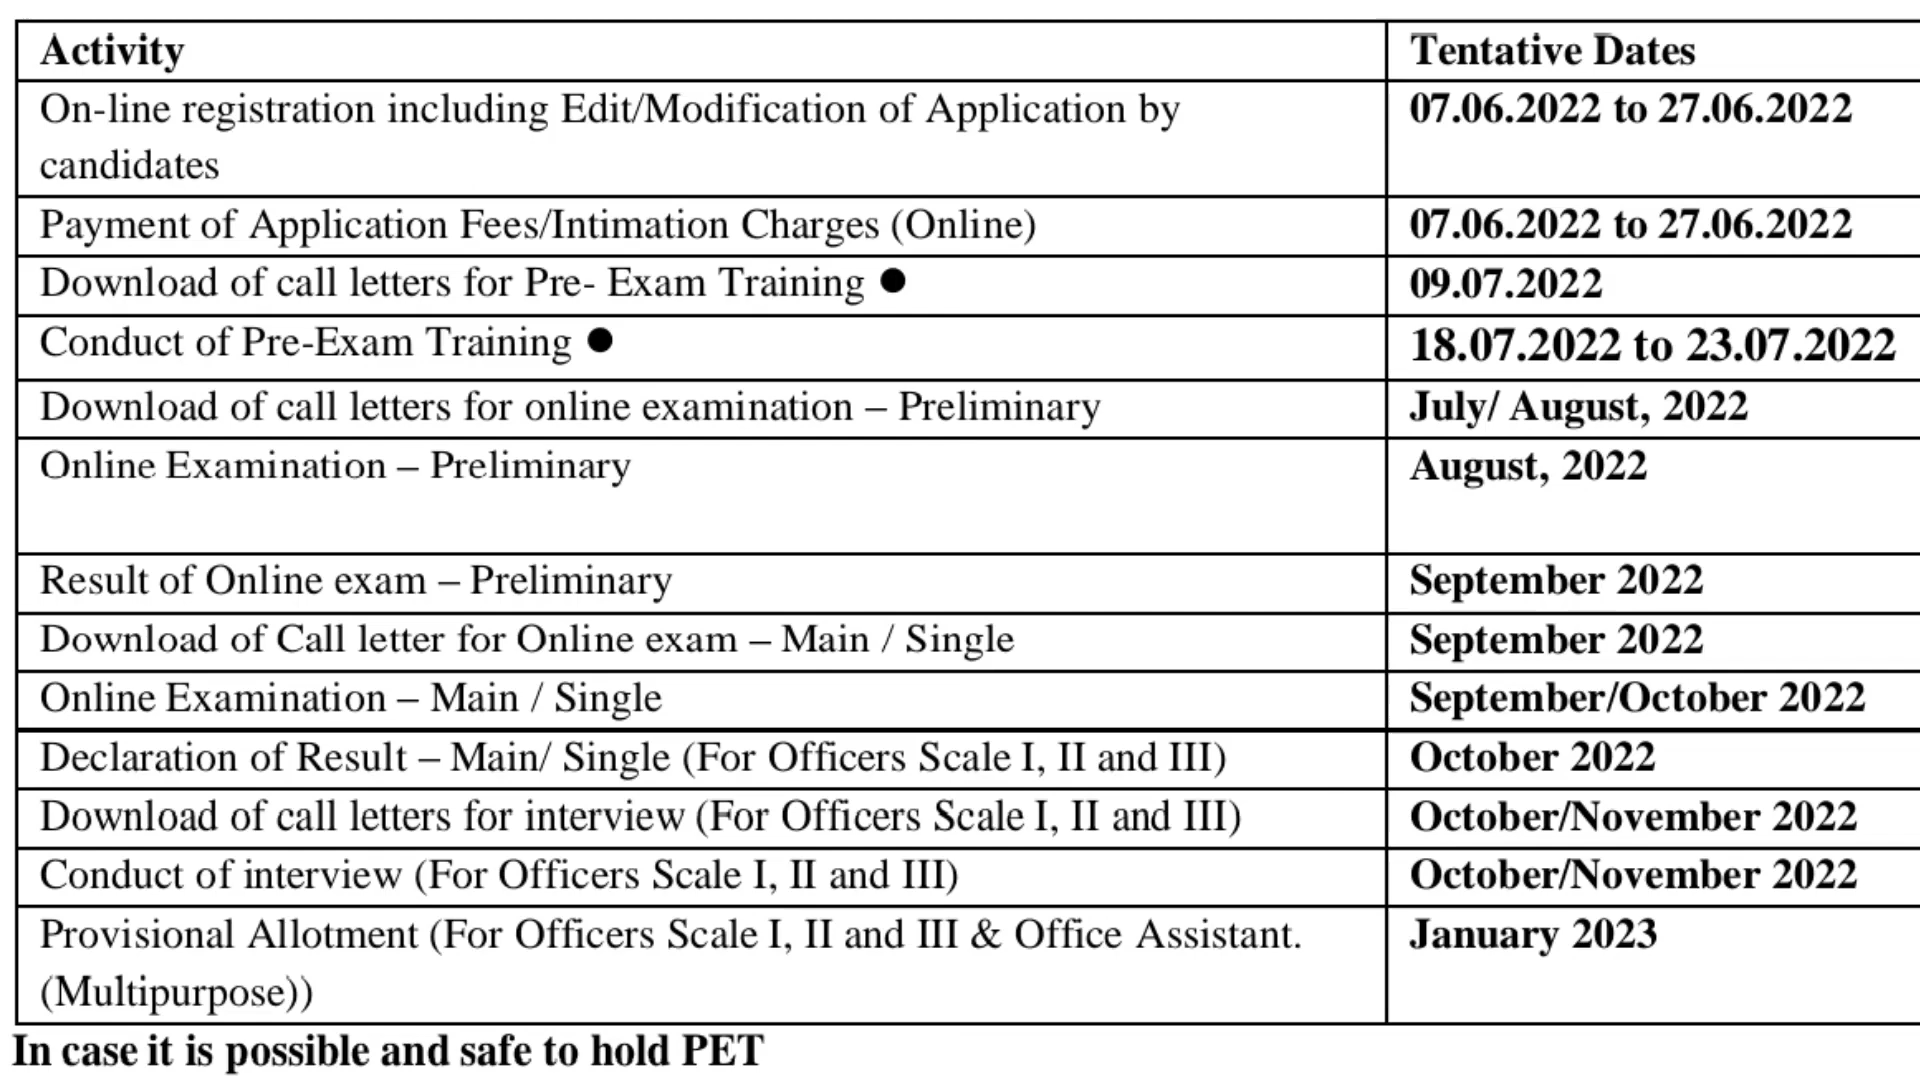 Activity Tentative Dates
On-line registration including Edit/Modification of Application by 07.06.2022 to 27.06.2022
candidates
Payment of Application Fees/Intimation Charges (Online) 07.06.2022 to 27.06.2022
Download of call letters for Pre- Exam Training ● 09.07.2022
Conduct of Pre-Exam Training ● 18.07.2022 to 23.07.2022
Download of call letters for online examination – Preliminary July/ August, 2022
Online Examination – Preliminary August, 2022
Result of Online exam – Preliminary September 2022
Download of Call letter for Online exam – Main / Single September 2022
Online Examination – Main / Single September/October 2022
Declaration of Result – Main/ Single (For Officers Scale I, II and III) October 2022
Download of call letters for interview (For Officers Scale I, II and III) October/November 2022
Conduct of interview (For Officers Scale I, II and III) October/November 2022
Provisional Allotment (For Officers Scale I, II and III & Office Assistant. January 2023
(Multipurpose))
In case it is possible and safe to hold PET